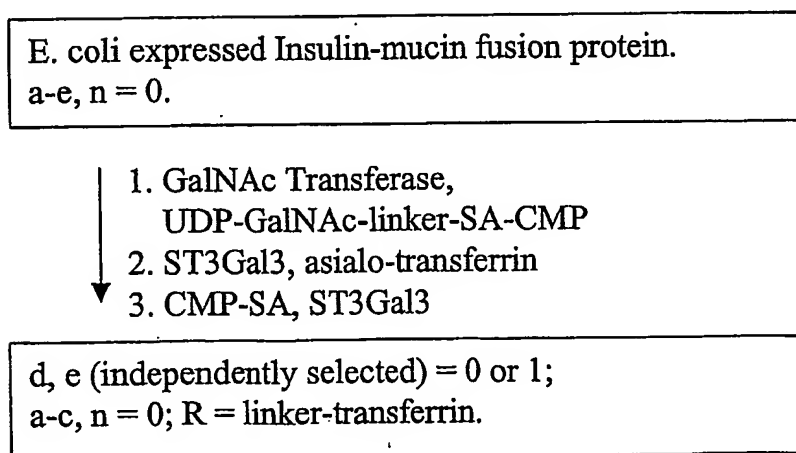 E. coli expressed Insulin-mucin fusion protein.
a-e, n = 0.
1. GalNAc Transferase,
UDP-GalNAc-linker-SA-CMP
2. ST3Gal3, asialo-transferrin
3. CMP-SA, ST3Gal3
d, e (independently selected) = 0 or 1;
a-c, n = 0; R = linker-transferrin.